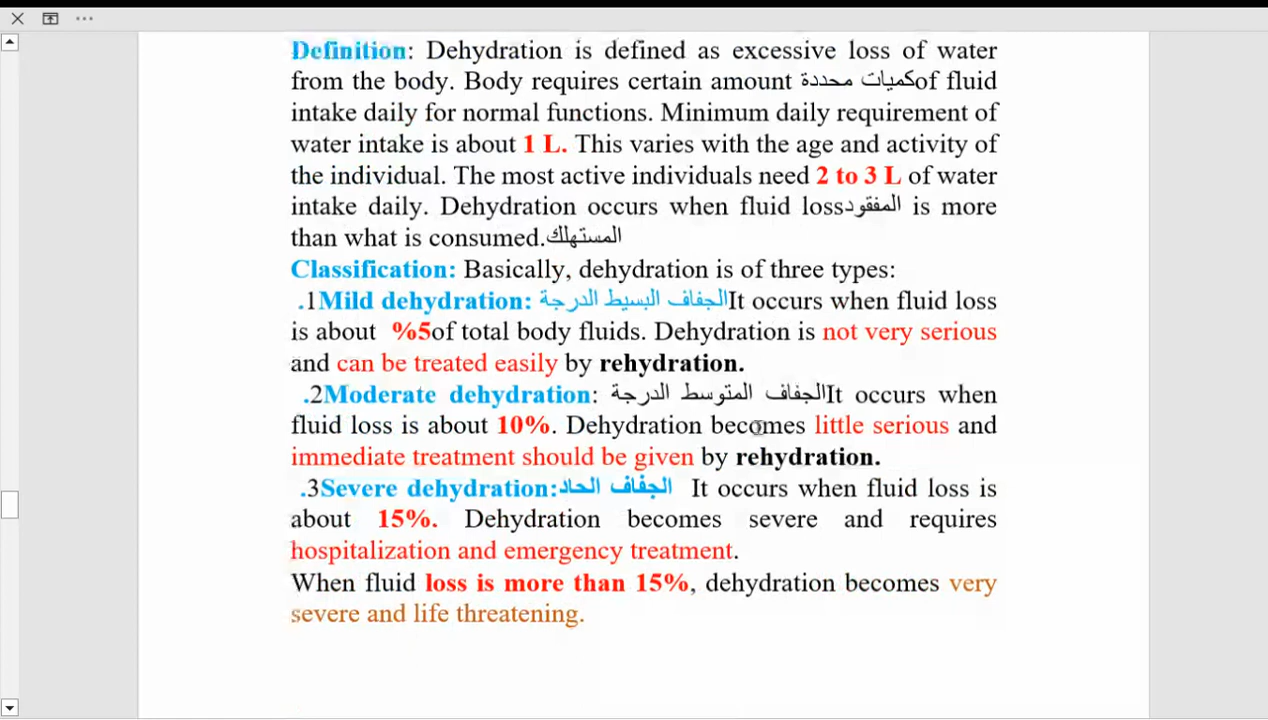 Definition: Dehydration is defined as excessive loss of water
from the body. Body requires certain amount كميات محددة of fluid
intake daily for normal functions. Minimum daily requirement of
water intake is about 1 L. This varies with the age and activity of
the individual. The most active individuals need 2 to 3 L of water
intake daily. Dehydration occurs when fluid loss المفقود is more
than what is consumed. المستهلك
Classification: Basically, dehydration is of three types:
.1Mild dehydration: الجفاف البسيط الدرجة It occurs when fluid loss
is about %5of total body fluids. Dehydration is not very serious
and can be treated easily by rehydration.
.2Moderate dehydration: الجفاف المتوسط الدرجة It occurs when
fluid loss is about 10%. Dehydration becomes little serious and
immediate treatment should be given by rehydration.
.3Severe dehydration: الجفاف الحاد It occurs when fluid loss is
about 15%. Dehydration becomes severe and requires
hospitalization and emergency treatment.
When fluid loss is more than 15%, dehydration becomes very
severe and life threatening.